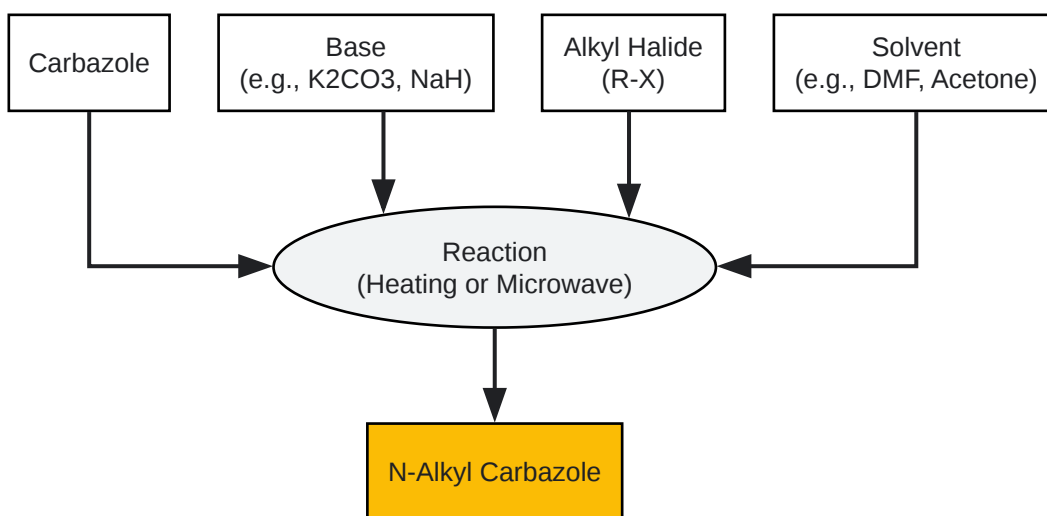 Carbazole
Base
(e.g., K2CO3, NaH)
Alkyl Halide
(R-X)
Solvent
(e.g., DMF, Acetone)
Reaction
(Heating or Microwave)
N-Alkyl Carbazole